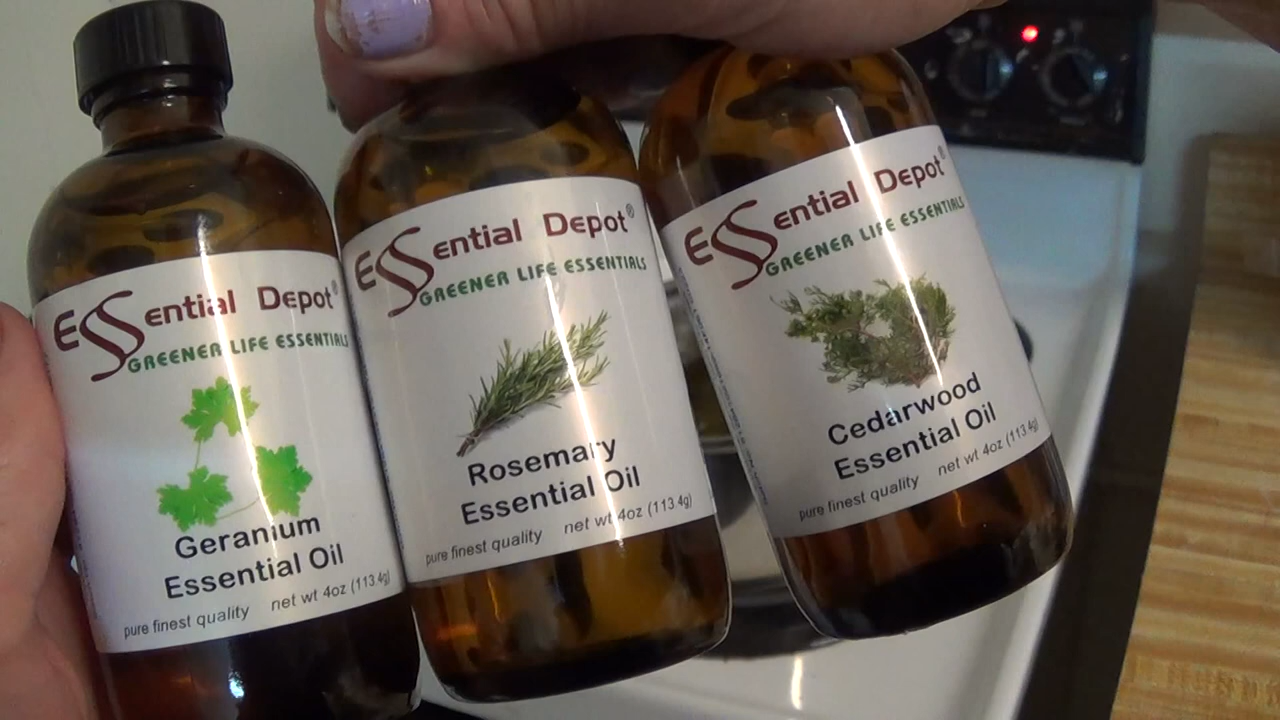 Essential Depot®
GREENER LIFE ESSENTIALS
Geranium
Essential Oil
pure finest quality net wt 4oz (113.4g)
Essential Depot®
GREENER LIFE ESSENTIALS
Rosemary
Essential Oil
pure finest quality net wt 4oz (113.4g)
Essential Depot®
GREENER LIFE ESSENTIALS
Cedarwood
Essential Oil
pure finest quality net wt 4oz (113.4g)